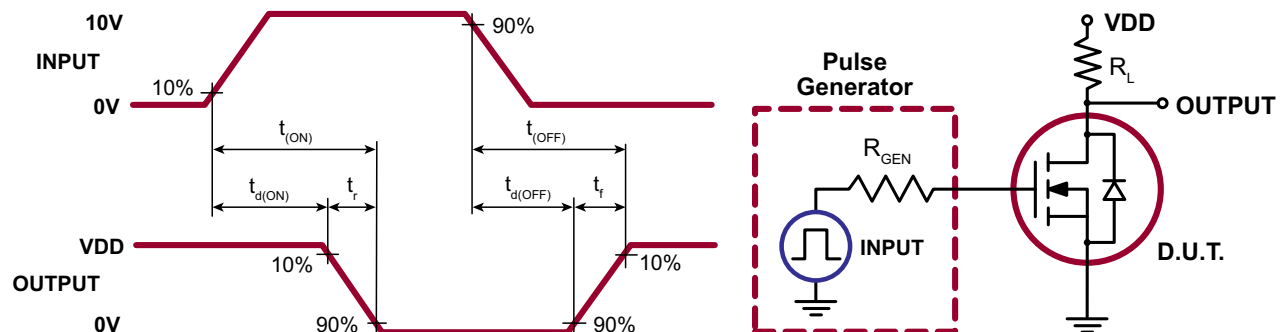 10V
INPUT
0V
10%
90%
t(ON)
t(OFF)
td(ON)
tr
td(OFF)
tf
VDD
OUTPUT
0V
10%
90%
90%
10%
Pulse
Generator
RGEN
INPUT
VDD
RL
OUTPUT
D.U.T.